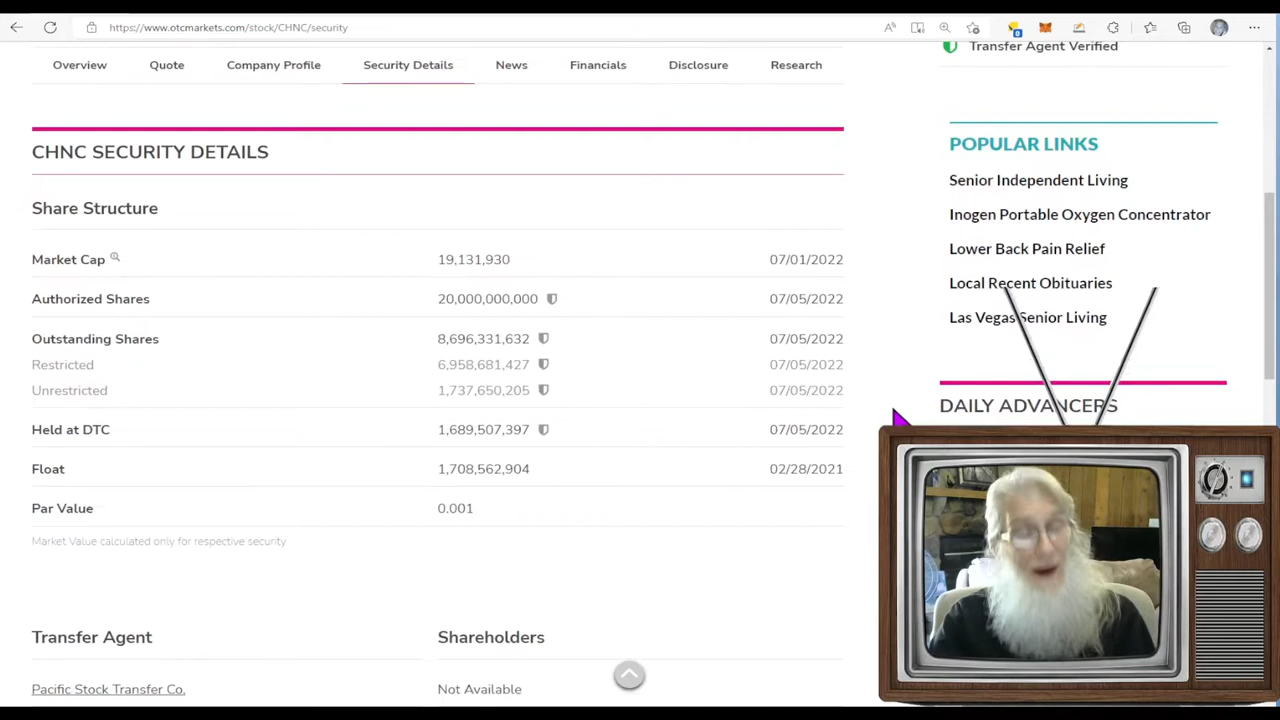 https://www.otcmarkets.com/stock/CHNC/security
Transfer Agent Verified
Overview Quote Company Profile Security Details News Financials Disclosure Research
CHNC SECURITY DETAILS
Share Structure
Market Cap 19,131,930 07/01/2022
Authorized Shares 20,000,000,000 07/05/2022
Outstanding Shares 8,696,331,632 07/05/2022
Restricted 6,958,681,427 07/05/2022
Unrestricted 1,737,650,205 07/05/2022
Held at DTC 1,689,507,397 07/05/2022
Float 1,708,562,904 02/28/2021
Par Value 0.001
Market Value calculated only for respective security
Transfer Agent Shareholders
Pacific Stock Transfer Co. Not Available
POPULAR LINKS
Senior Independent Living
Inogen Portable Oxygen Concentrator
Lower Back Pain Relief
Local Recent Obituaries
Las Vegas Senior Living
DAILY ADVANCERS